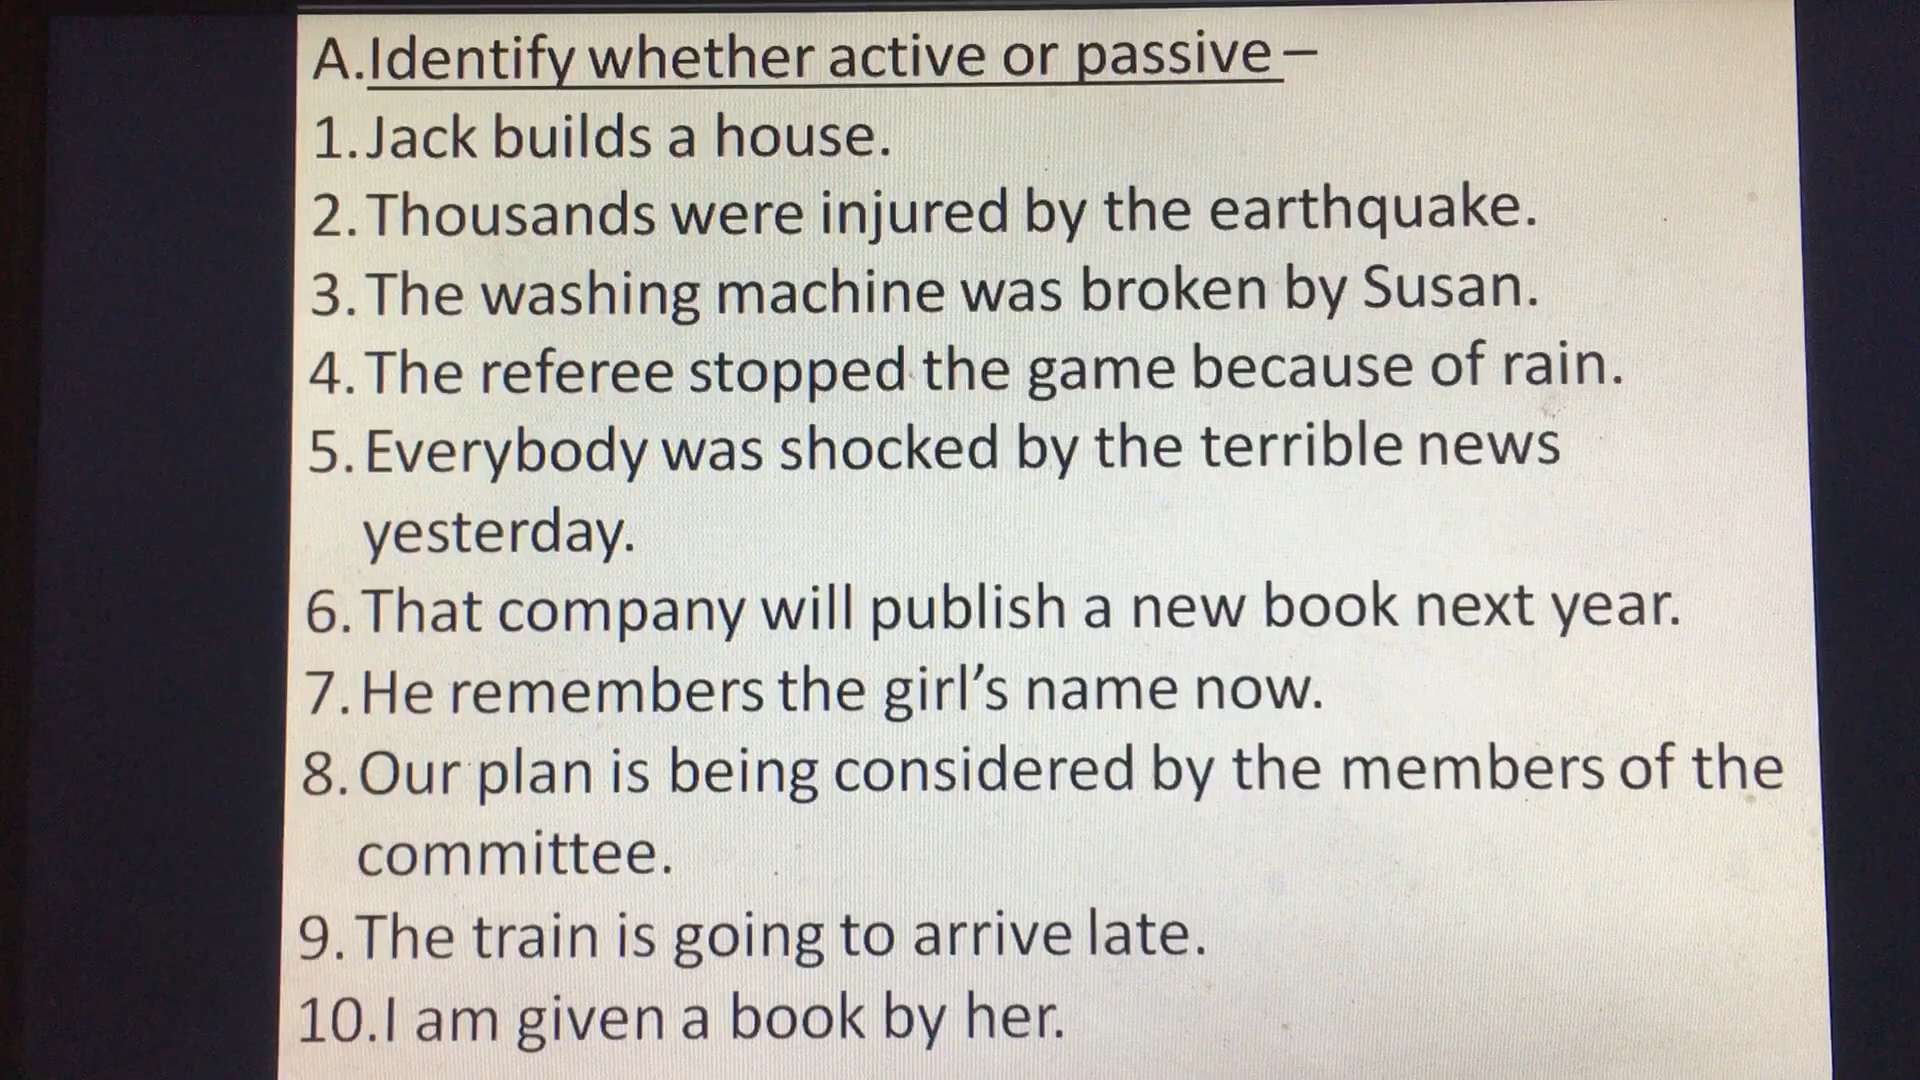 A.Identify whether active or passive –
1.Jack builds a house.
2.Thousands were injured by the earthquake.
3.The washing machine was broken by Susan.
4.The referee stopped the game because of rain.
5.Everybody was shocked by the terrible news
yesterday.
6.That company will publish a new book next year.
7.He remembers the girl’s name now.
8.Our plan is being considered by the members of the
committee.
9.The train is going to arrive late.
10.I am given a book by her.